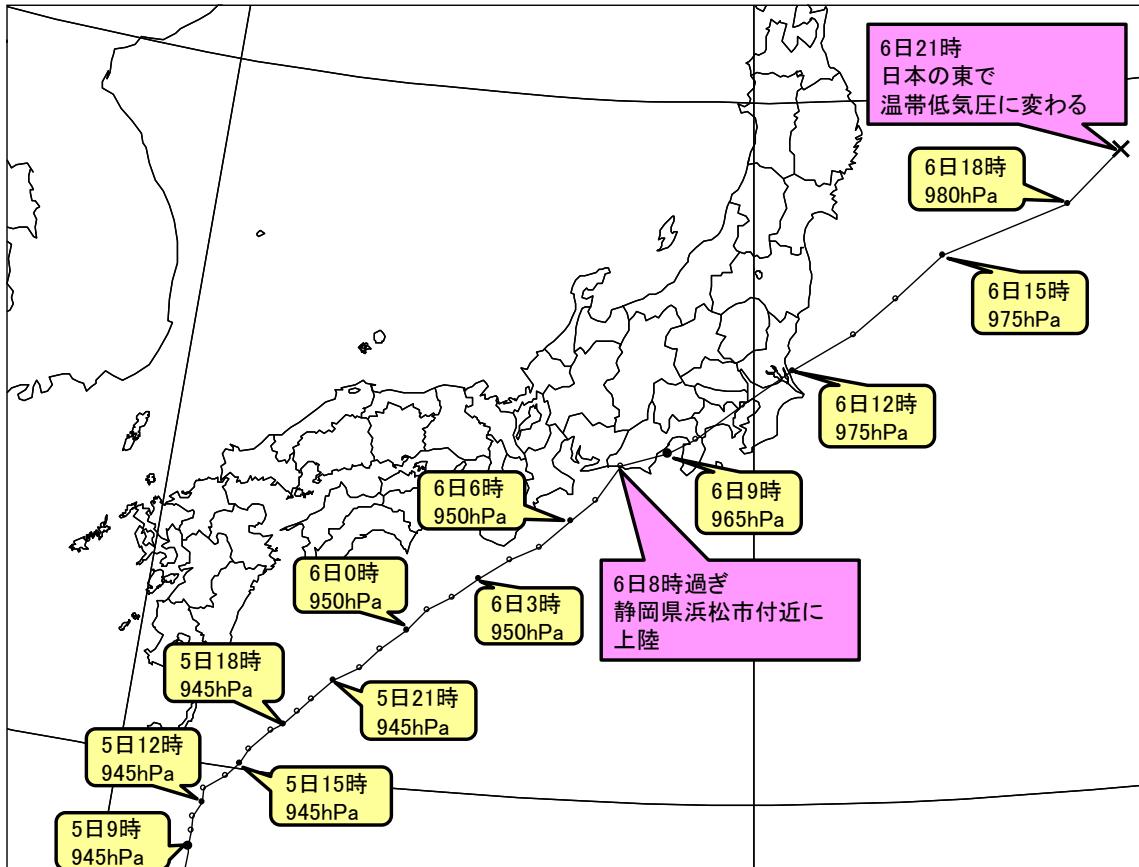 6日21時
日本の東で
温帯低気圧に変わる
6日18時
980hPa
6日15時
975hPa
6日12時
975hPa
6日9時
965hPa
6日8時過ぎ
静岡県浜松市付近に
上陸
6日6時
950hPa
6日3時
950hPa
6日0時
950hPa
5日21時
945hPa
5日18時
945hPa
5日15時
945hPa
5日12時
945hPa
5日9時
945hPa